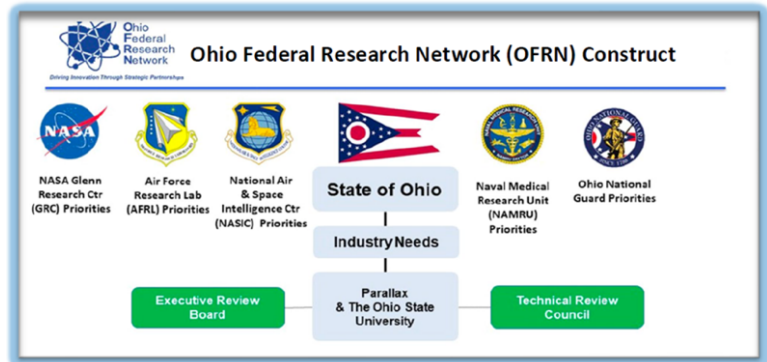 Ohio
Federal
Research
Network
Driving Innovation Through Strategic Partnerships
Ohio Federal Research Network (OFRN) Construct
NASA
NASA Glenn
Research Ctr
(GRC) Priorities
Air Force
Research Lab
(AFRL) Priorities
National Air
& Space
Intelligence Ctr
(NASIC) Priorities
State of Ohio
Naval Medical
Research Unit
(NAMRU)
Priorities
OHIO NATIONAL GUARD
Ohio National
Guard Priorities
Industry Needs
Parallax
& The Ohio State
University
Executive Review
Board
Technical Review
Council